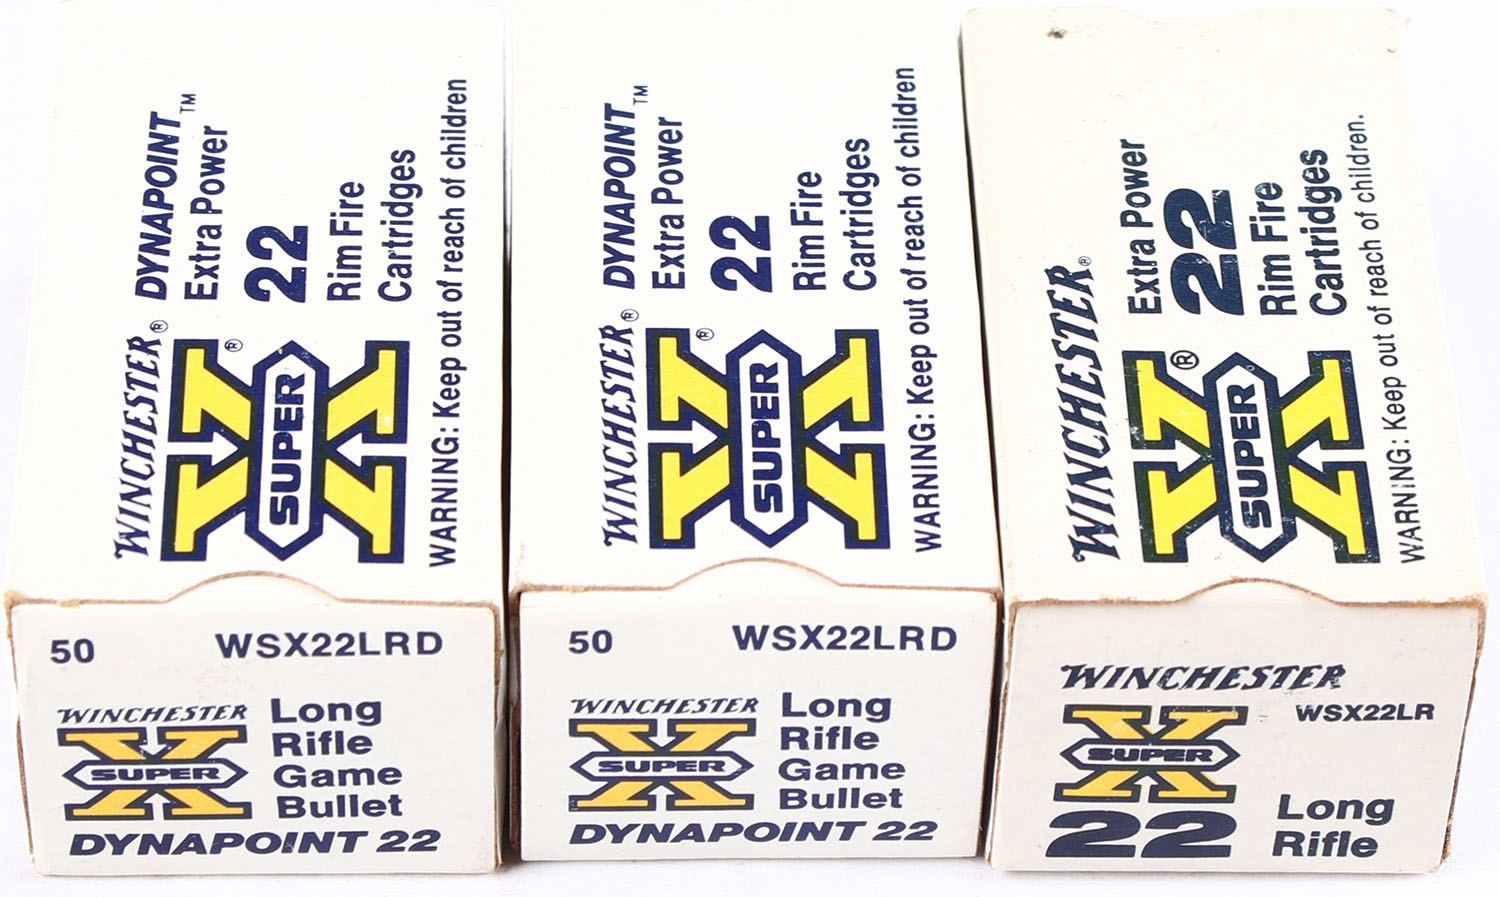 WINCHESTER® DYNAPOINT™
Extra Power
22
Rim Fire
Cartridges
SUPER X®
WARNING: Keep out of reach of children
50 WSX22LRD
WINCHESTER
SUPER X
Long
Rifle
Game
Bullet
DYNAPOINT 22
WINCHESTER® DYNAPOINT™
Extra Power
22
Rim Fire
Cartridges
SUPER X®
WARNING: Keep out of reach of children
50 WSX22LRD
WINCHESTER
SUPER X
Long
Rifle
Game
Bullet
DYNAPOINT 22
WINCHESTER®
Extra Power
22
Rim Fire
Cartridges
SUPER X®
WARNING: Keep out of reach of children.
WINCHESTER
WSX22LR
SUPER X
22
Long
Rifle